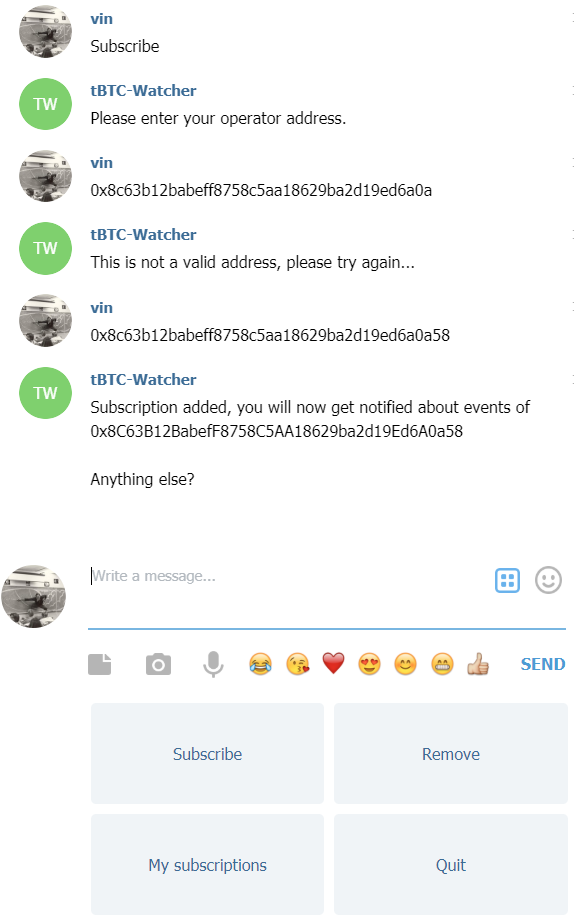 vin
Subscribe
TW
tBTC-Watcher
Please enter your operator address.
vin
0x8c63b12babeff8758c5aa18629ba2d19ed6a0a
TW
tBTC-Watcher
This is not a valid address, please try again...
vin
0x8c63b12babeff8758c5aa18629ba2d19ed6a0a58
TW
tBTC-Watcher
Subscription added, you will now get notified about events of
0x8C63B12BabefF8758C5AA18629ba2d19Ed6A0a58
Anything else?
Write a message...
SEND
Subscribe
Remove
My subscriptions
Quit